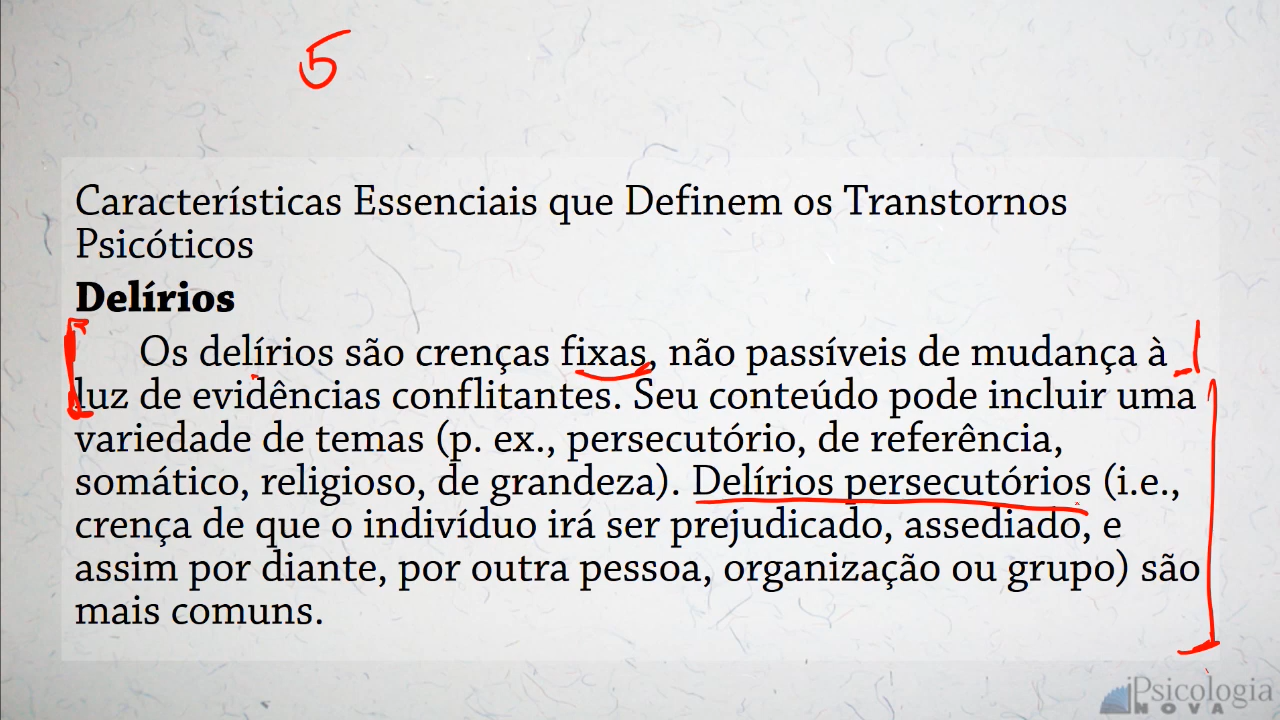 5
Características Essenciais que Definem os Transtornos
Psicóticos
Delírios
Os delírios são crenças fixas, não passíveis de mudança à
luz de evidências conflitantes. Seu conteúdo pode incluir uma
variedade de temas (p. ex., persecutório, de referência,
somático, religioso, de grandeza). Delírios persecutórios (i.e.,
crença de que o indivíduo irá ser prejudicado, assediado, e
assim por diante, por outra pessoa, organização ou grupo) são
mais comuns.
Psicologia
NOVA